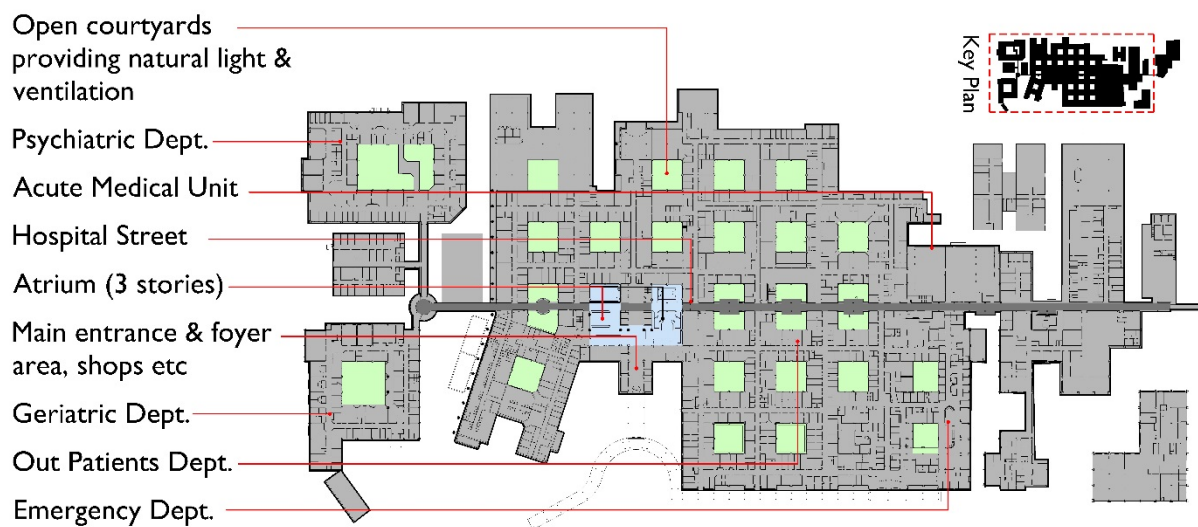 Open courtyards
providing natural light &
ventilation
Psychiatric Dept.
Acute Medical Unit
Hospital Street
Atrium (3 stories)
Main entrance & foyer
area, shops etc
Geriatric Dept.
Out Patients Dept.
Emergency Dept.
Key Plan